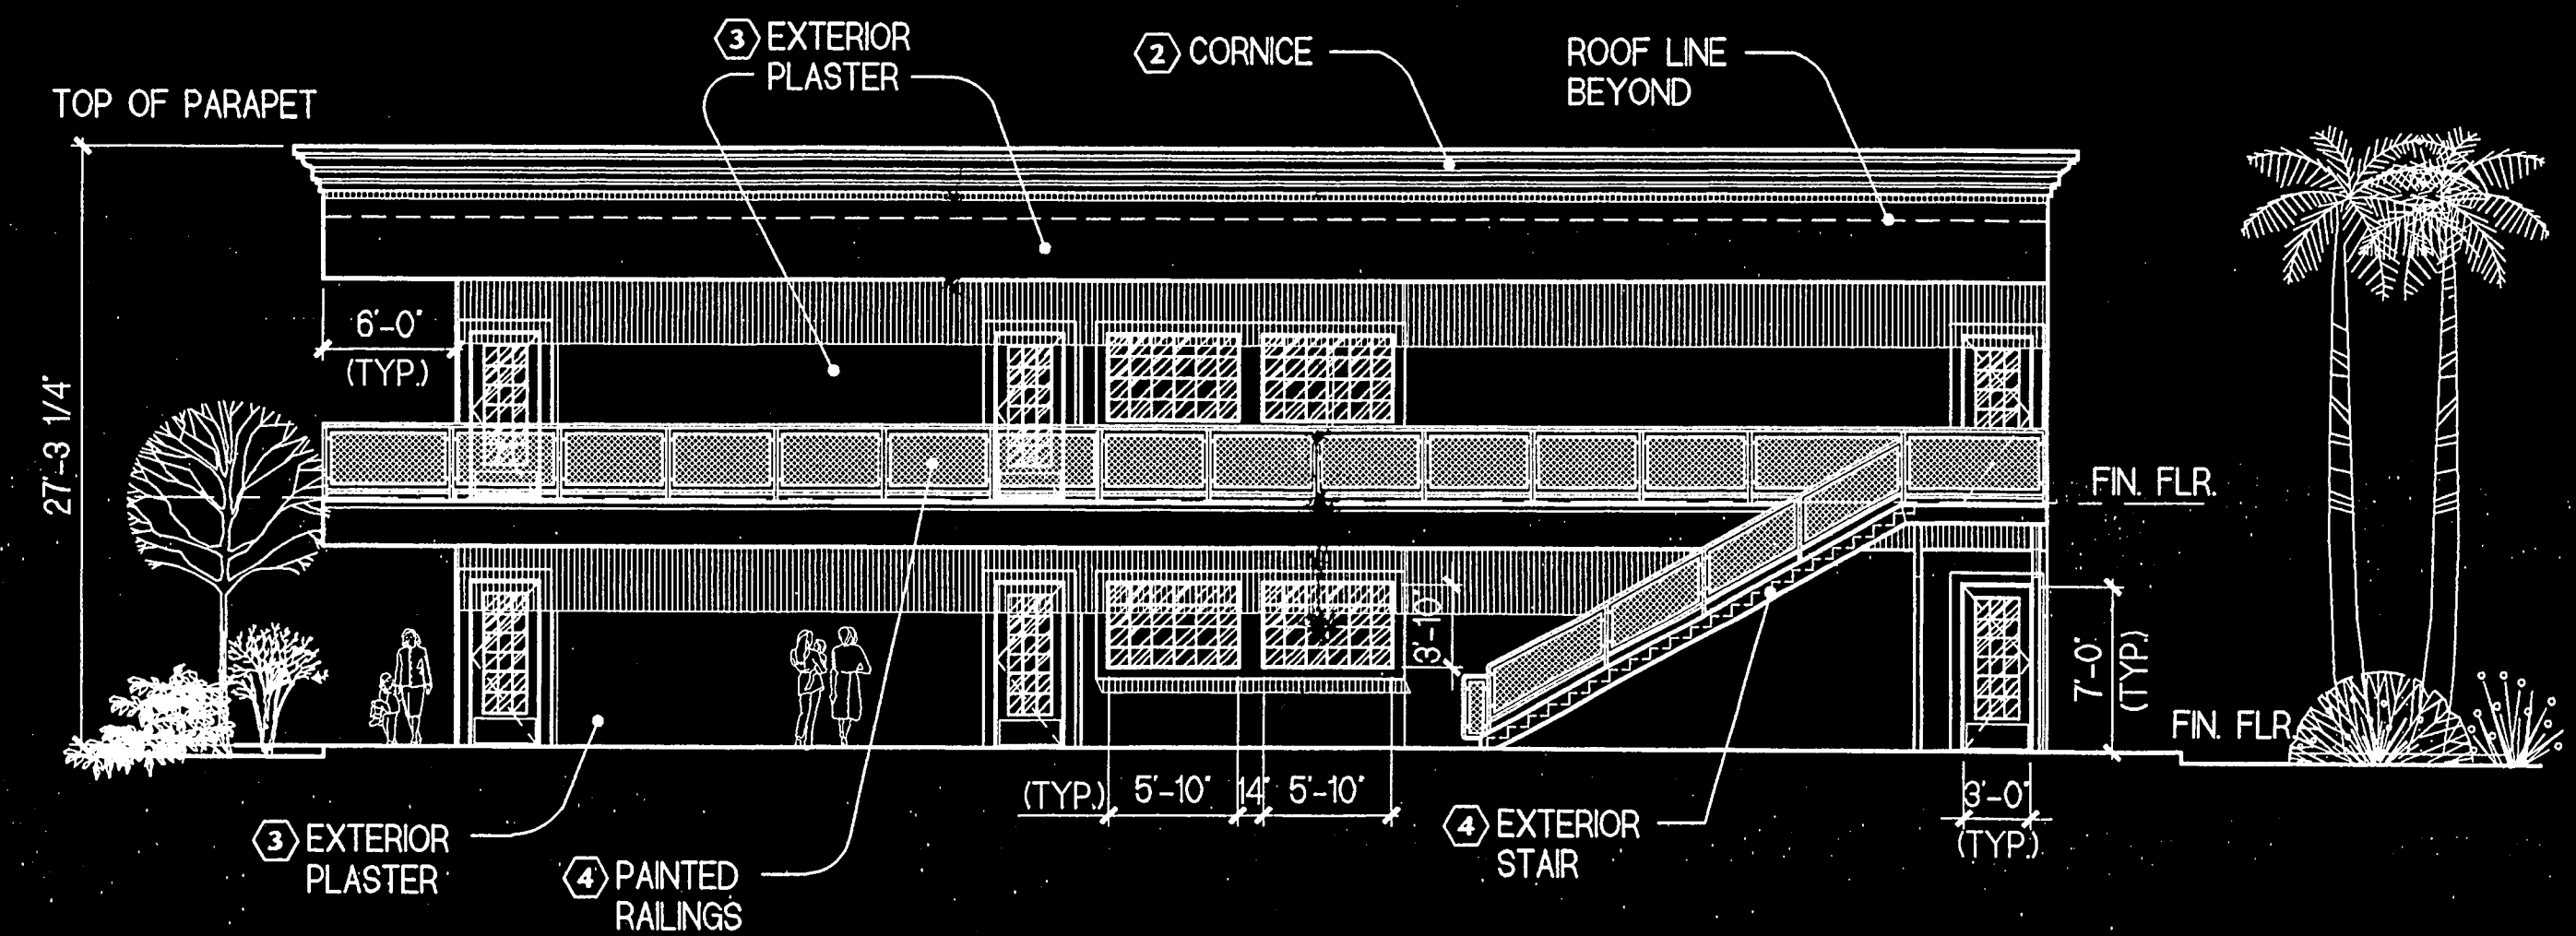 3 EXTERIOR
PLASTER
2 CORNICE
ROOF LINE
BEYOND
TOP OF PARAPET
6'-0"
(TYP.)
27'-3 1/4"
FIN. FLR.
3'-10"
7'-0"
(TYP.)
FIN. FLR.
(TYP.) 5'-10" 14" 5'-10"
3'-0"
(TYP.)
3 EXTERIOR
PLASTER
4 PAINTED
RAILINGS
4 EXTERIOR
STAIR